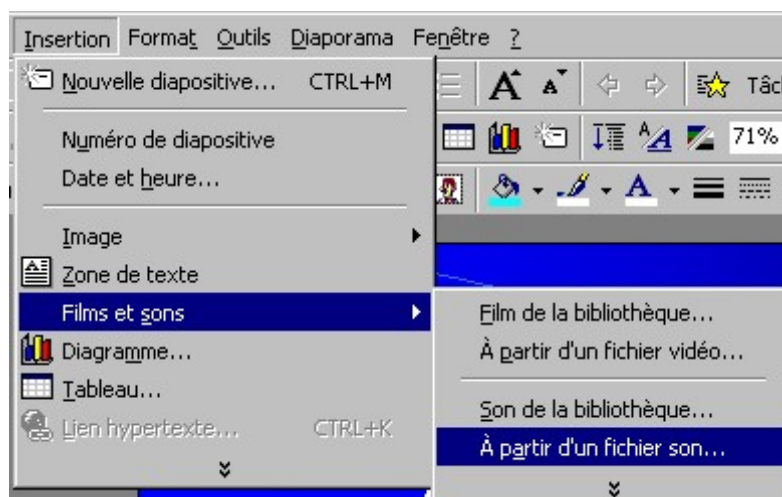 Insertion Format Outils Diaporama Fenêtre ?
Nouvelle diapositive... CTRL+M
Numéro de diapositive
Date et heure...
Image
Zone de texte
Films et sons
Diagramme...
Tableau...
Lien hypertexte... CTRL+K
71%
Film de la bibliothèque...
À partir d'un fichier vidéo...
Son de la bibliothèque...
À partir d'un fichier son...